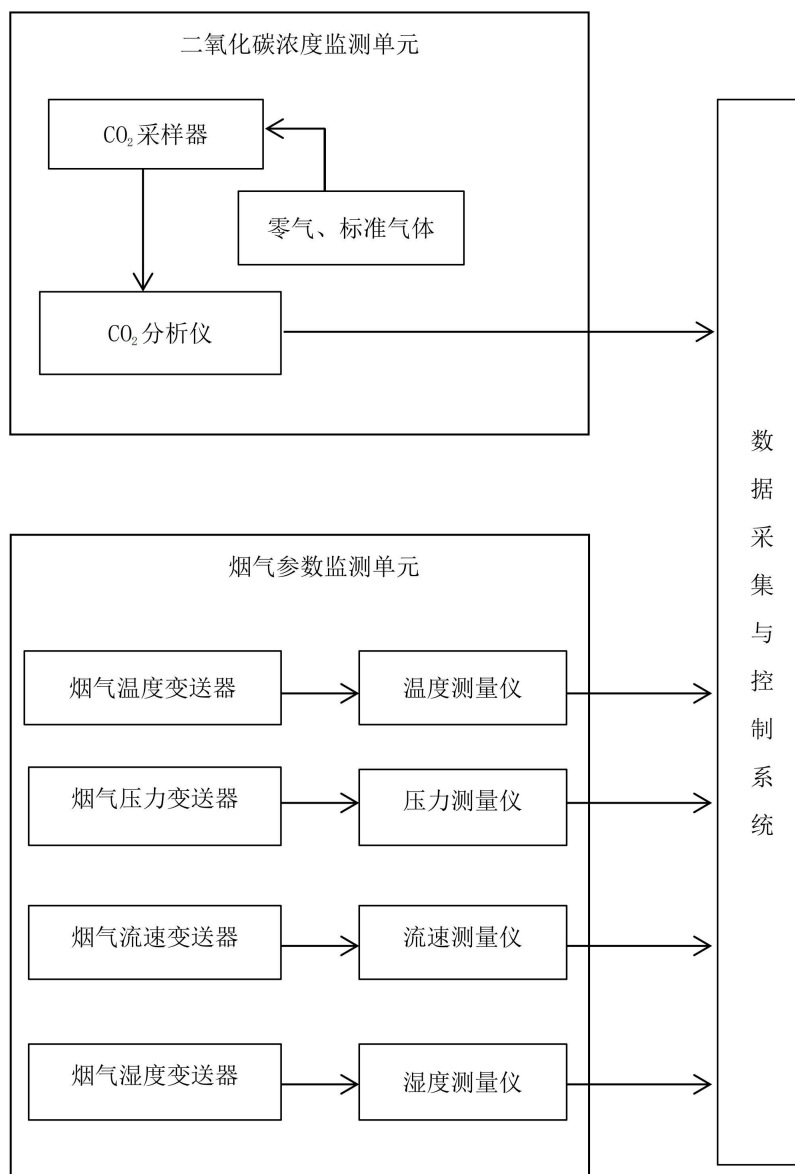 二氧化碳浓度监测单元
CO₂采样器
零气、标准气体
CO₂分析仪
烟气参数监测单元
烟气温度变送器
温度测量仪
烟气压力变送器
压力测量仪
烟气流速变送器
流速测量仪
烟气湿度变送器
湿度测量仪
数据采集与控制系统